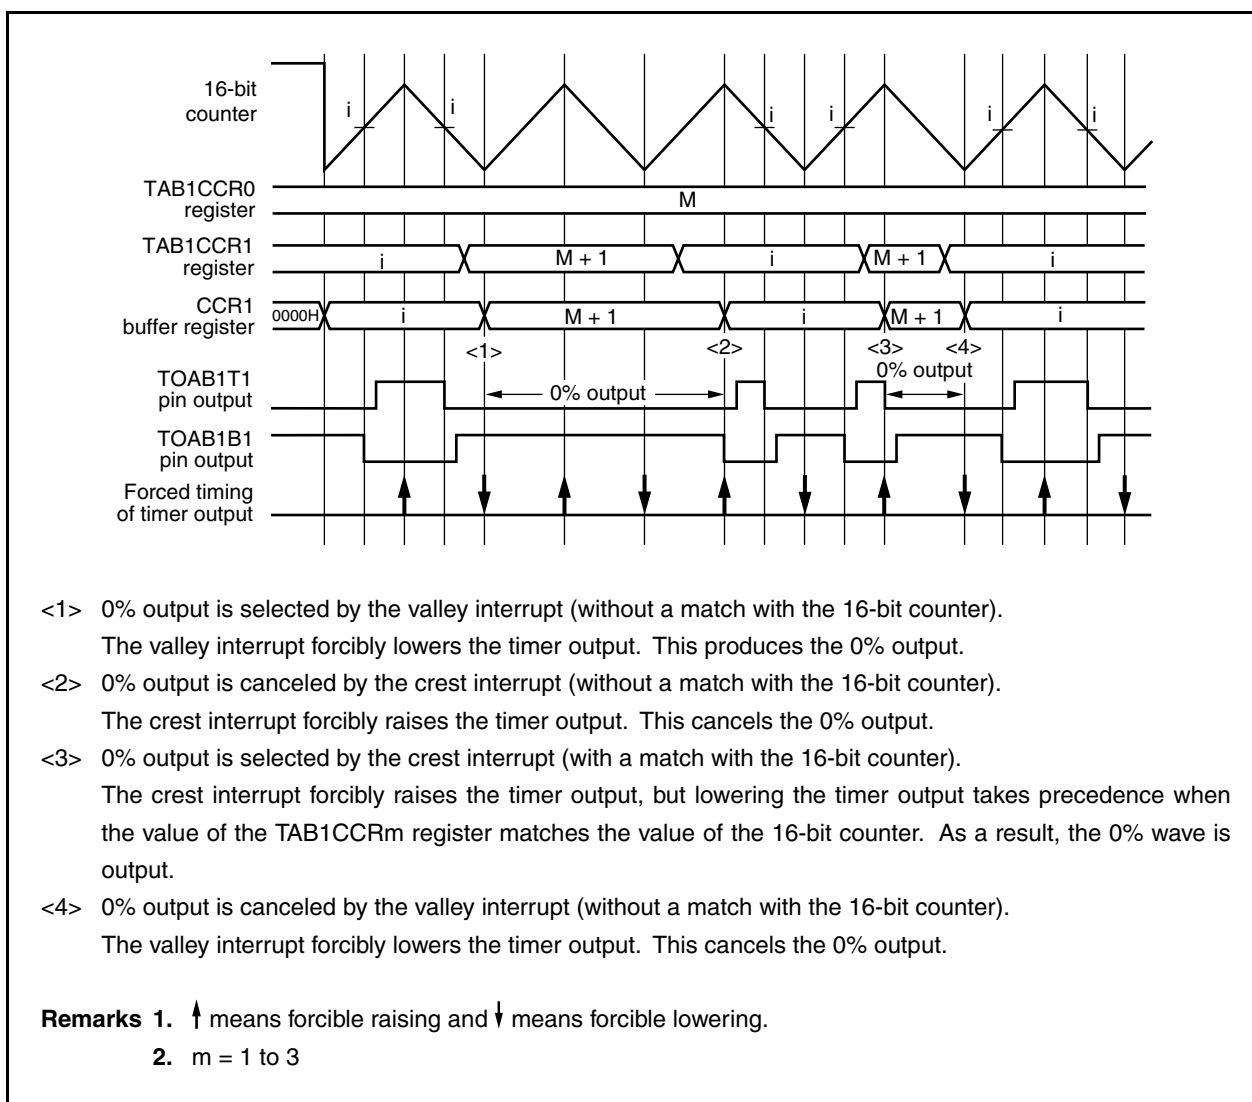 16-bit
counter
i
i
i
i
i
i
TAB1CCR0
register
M
TAB1CCR1
register
i
M + 1
i
M + 1
i
CCR1
buffer register
0000H
i
M + 1
i
M + 1
i
<1>
<2>
<3>
<4>
TOAB1T1
pin output
0% output
0% output
TOAB1B1
pin output
Forced timing
of timer output
<1> 0% output is selected by the valley interrupt (without a match with the 16-bit counter).
The valley interrupt forcibly lowers the timer output. This produces the 0% output.
<2> 0% output is canceled by the crest interrupt (without a match with the 16-bit counter).
The crest interrupt forcibly raises the timer output. This cancels the 0% output.
<3> 0% output is selected by the crest interrupt (with a match with the 16-bit counter).
The crest interrupt forcibly raises the timer output, but lowering the timer output takes precedence when
the value of the TAB1CCRm register matches the value of the 16-bit counter. As a result, the 0% wave is
output.
<4> 0% output is canceled by the valley interrupt (without a match with the 16-bit counter).
The valley interrupt forcibly lowers the timer output. This cancels the 0% output.
Remarks 1. ↑ means forcible raising and ↓ means forcible lowering.
2. m = 1 to 3